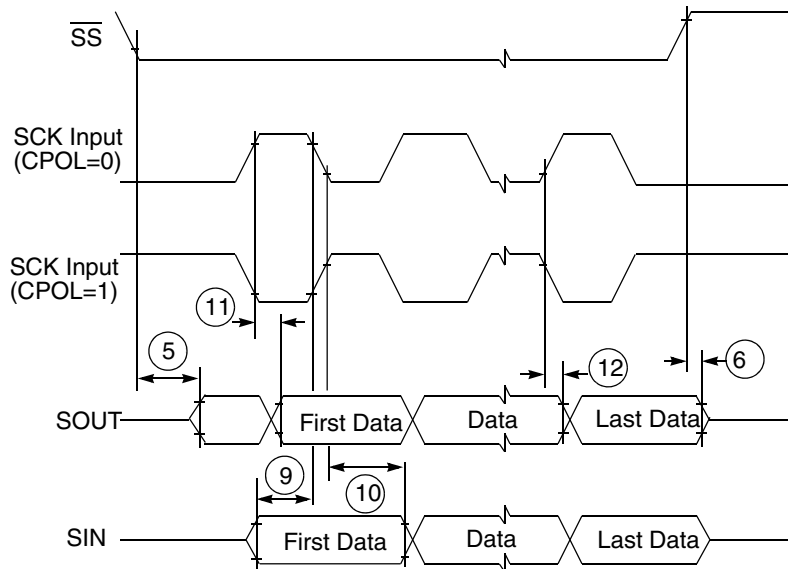 SS
SCK Input
(CPOL=0)
SCK Input
(CPOL=1)
11
5
12
6
SOUT
First Data
Data
Last Data
9
10
SIN
First Data
Data
Last Data